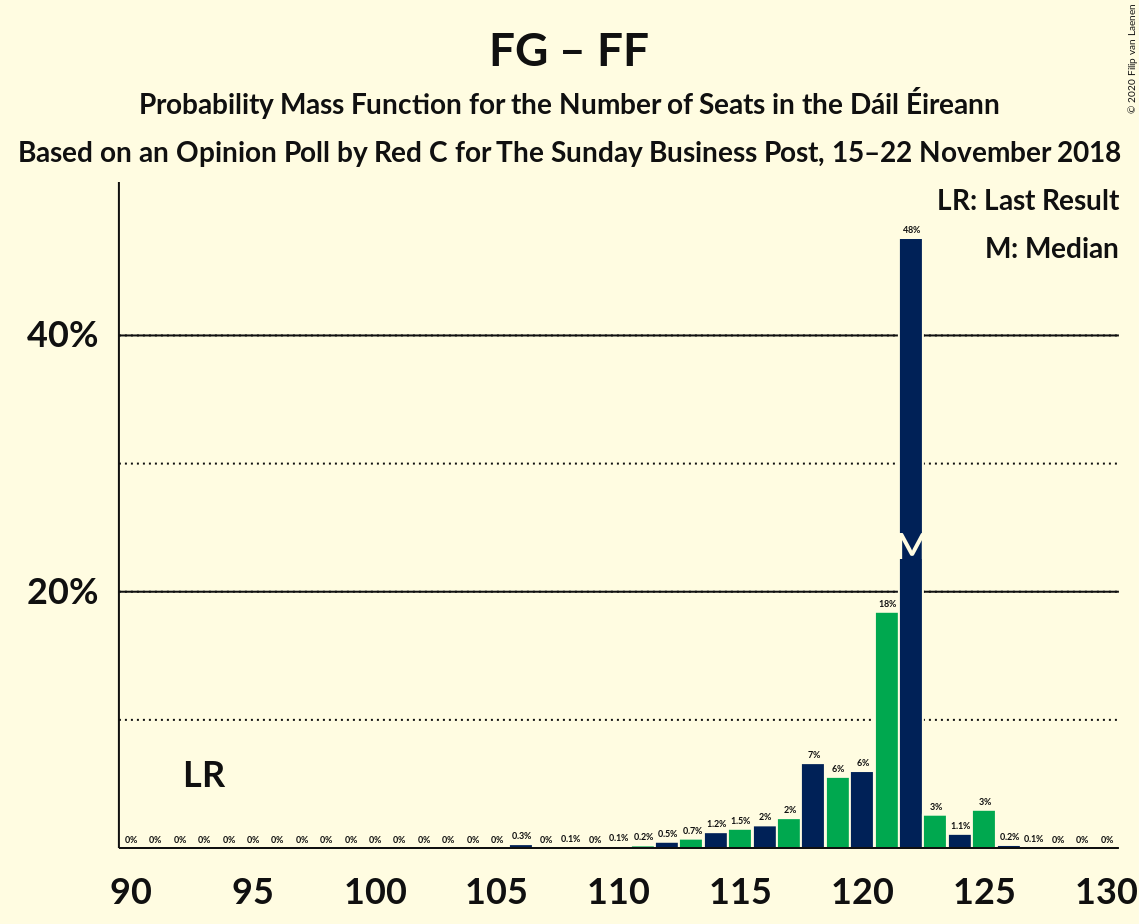 FG – FF
Probability Mass Function for the Number of Seats in the Dáil Éireann
Based on an Opinion Poll by Red C for The Sunday Business Post, 15–22 November 2018
© 2020 Filip van Laenen
LR: Last Result
M: Median
48%
40%
M
20%
18%
LR
7%
6%
6%
3%
3%
0% 0% 0% 0% 0% 0% 0% 0% 0% 0% 0% 0% 0% 0% 0% 0% 0.3% 0% 0.1% 0% 0.1% 0.2% 0.5% 0.7% 1.2% 1.5% 2% 2% 1.1% 0.2% 0.1% 0% 0% 0%
90 95 100 105 110 115 120 125 130